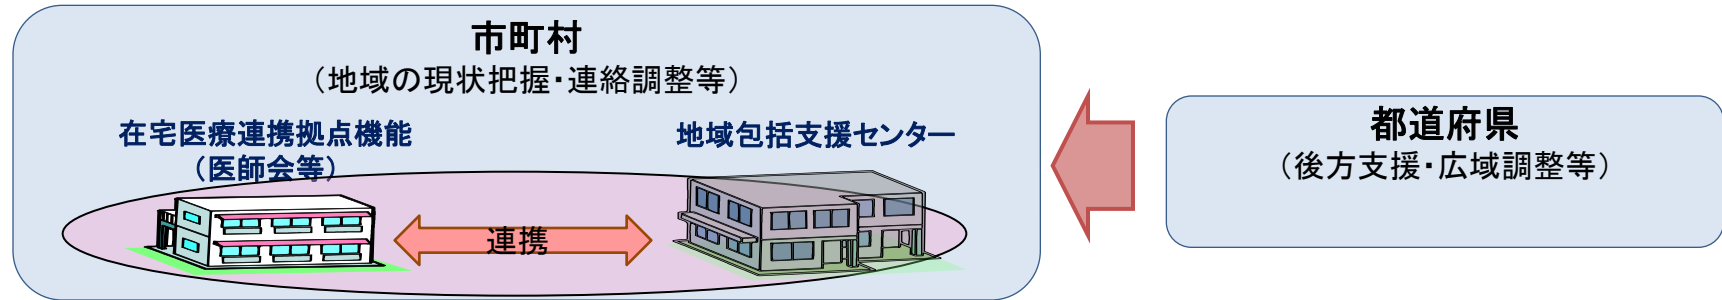 市町村
(地域の現状把握・連絡調整等)
在宅医療連携拠点機能
(医師会等)
地域包括支援センター
連携
都道府県
(後方支援・広域調整等)